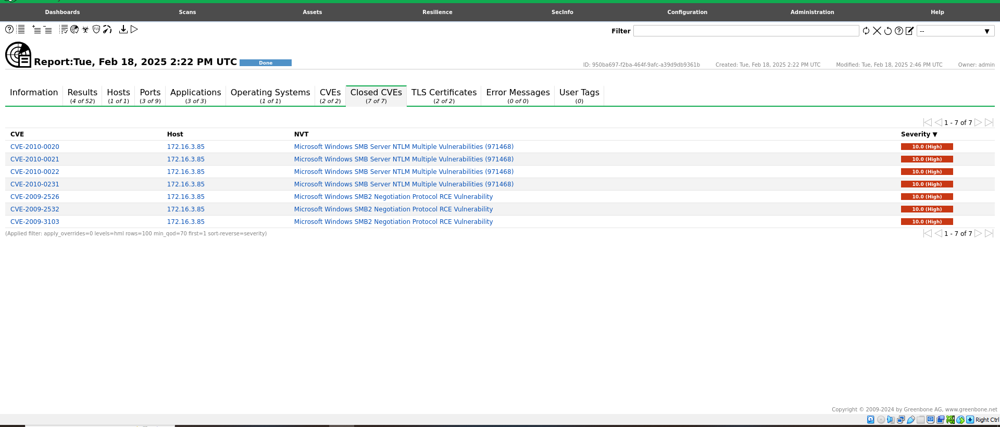 Dashboards Scans Assets Resilience SecInfo Configuration Administration Help
Filter --
Report:Tue, Feb 18, 2025 2:22 PM UTC Done
ID: 950ba697-f2ba-464f-9afc-a39d9db9361b Created: Tue, Feb 18, 2025 2:22 PM UTC Modified: Tue, Feb 18, 2025 2:46 PM UTC Owner: admin
Information Results Hosts Ports Applications Operating Systems CVEs Closed CVEs TLS Certificates Error Messages User Tags
(4 of 52) (1 of 1) (3 of 9) (3 of 3) (1 of 1) (2 of 2) (7 of 7) (2 of 2) (0 of 0) (0)
1 - 7 of 7
CVE Host NVT Severity ▼
CVE-2010-0020 172.16.3.85 Microsoft Windows SMB Server NTLM Multiple Vulnerabilities (971468) 10.0 (High)
CVE-2010-0021 172.16.3.85 Microsoft Windows SMB Server NTLM Multiple Vulnerabilities (971468) 10.0 (High)
CVE-2010-0022 172.16.3.85 Microsoft Windows SMB Server NTLM Multiple Vulnerabilities (971468) 10.0 (High)
CVE-2010-0231 172.16.3.85 Microsoft Windows SMB Server NTLM Multiple Vulnerabilities (971468) 10.0 (High)
CVE-2009-2526 172.16.3.85 Microsoft Windows SMB2 Negotiation Protocol RCE Vulnerability 10.0 (High)
CVE-2009-2532 172.16.3.85 Microsoft Windows SMB2 Negotiation Protocol RCE Vulnerability 10.0 (High)
CVE-2009-3103 172.16.3.85 Microsoft Windows SMB2 Negotiation Protocol RCE Vulnerability 10.0 (High)
(Applied filter: apply_overrides=0 levels=hml rows=100 min_qod=70 first=1 sort-reverse=severity) 1 - 7 of 7
Copyright © 2009-2024 by Greenbone AG, www.greenbone.net
Right Ctrl